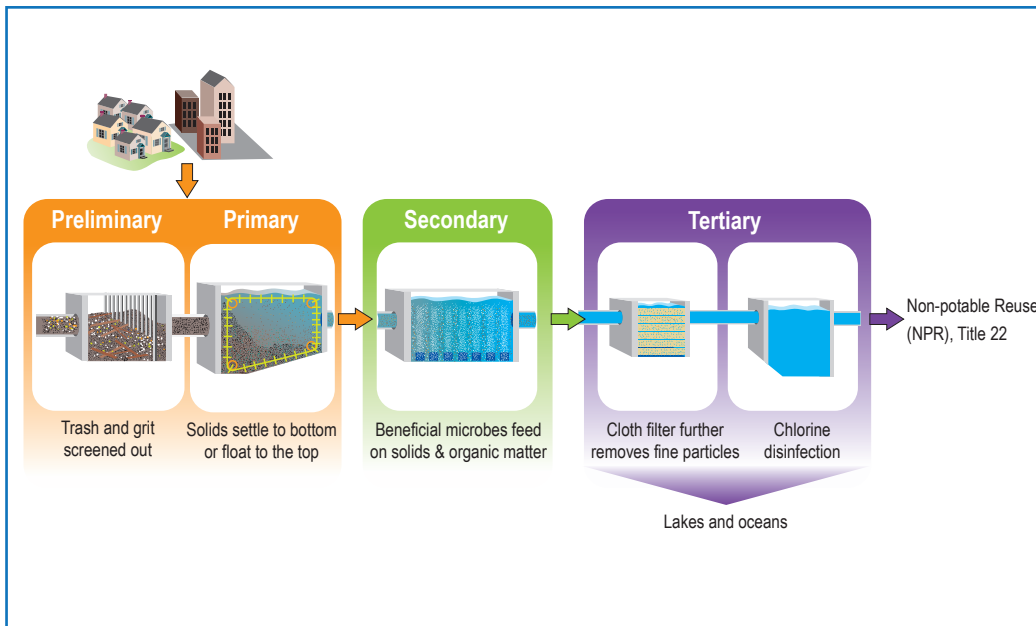 Preliminary
Primary
Secondary
Tertiary
Trash and grit
screened out
Solids settle to bottom
or float to the top
Beneficial microbes feed
on solids & organic matter
Cloth filter further
removes fine particles
Chlorine
disinfection
Non-potable Reuse
(NPR), Title 22
Lakes and oceans